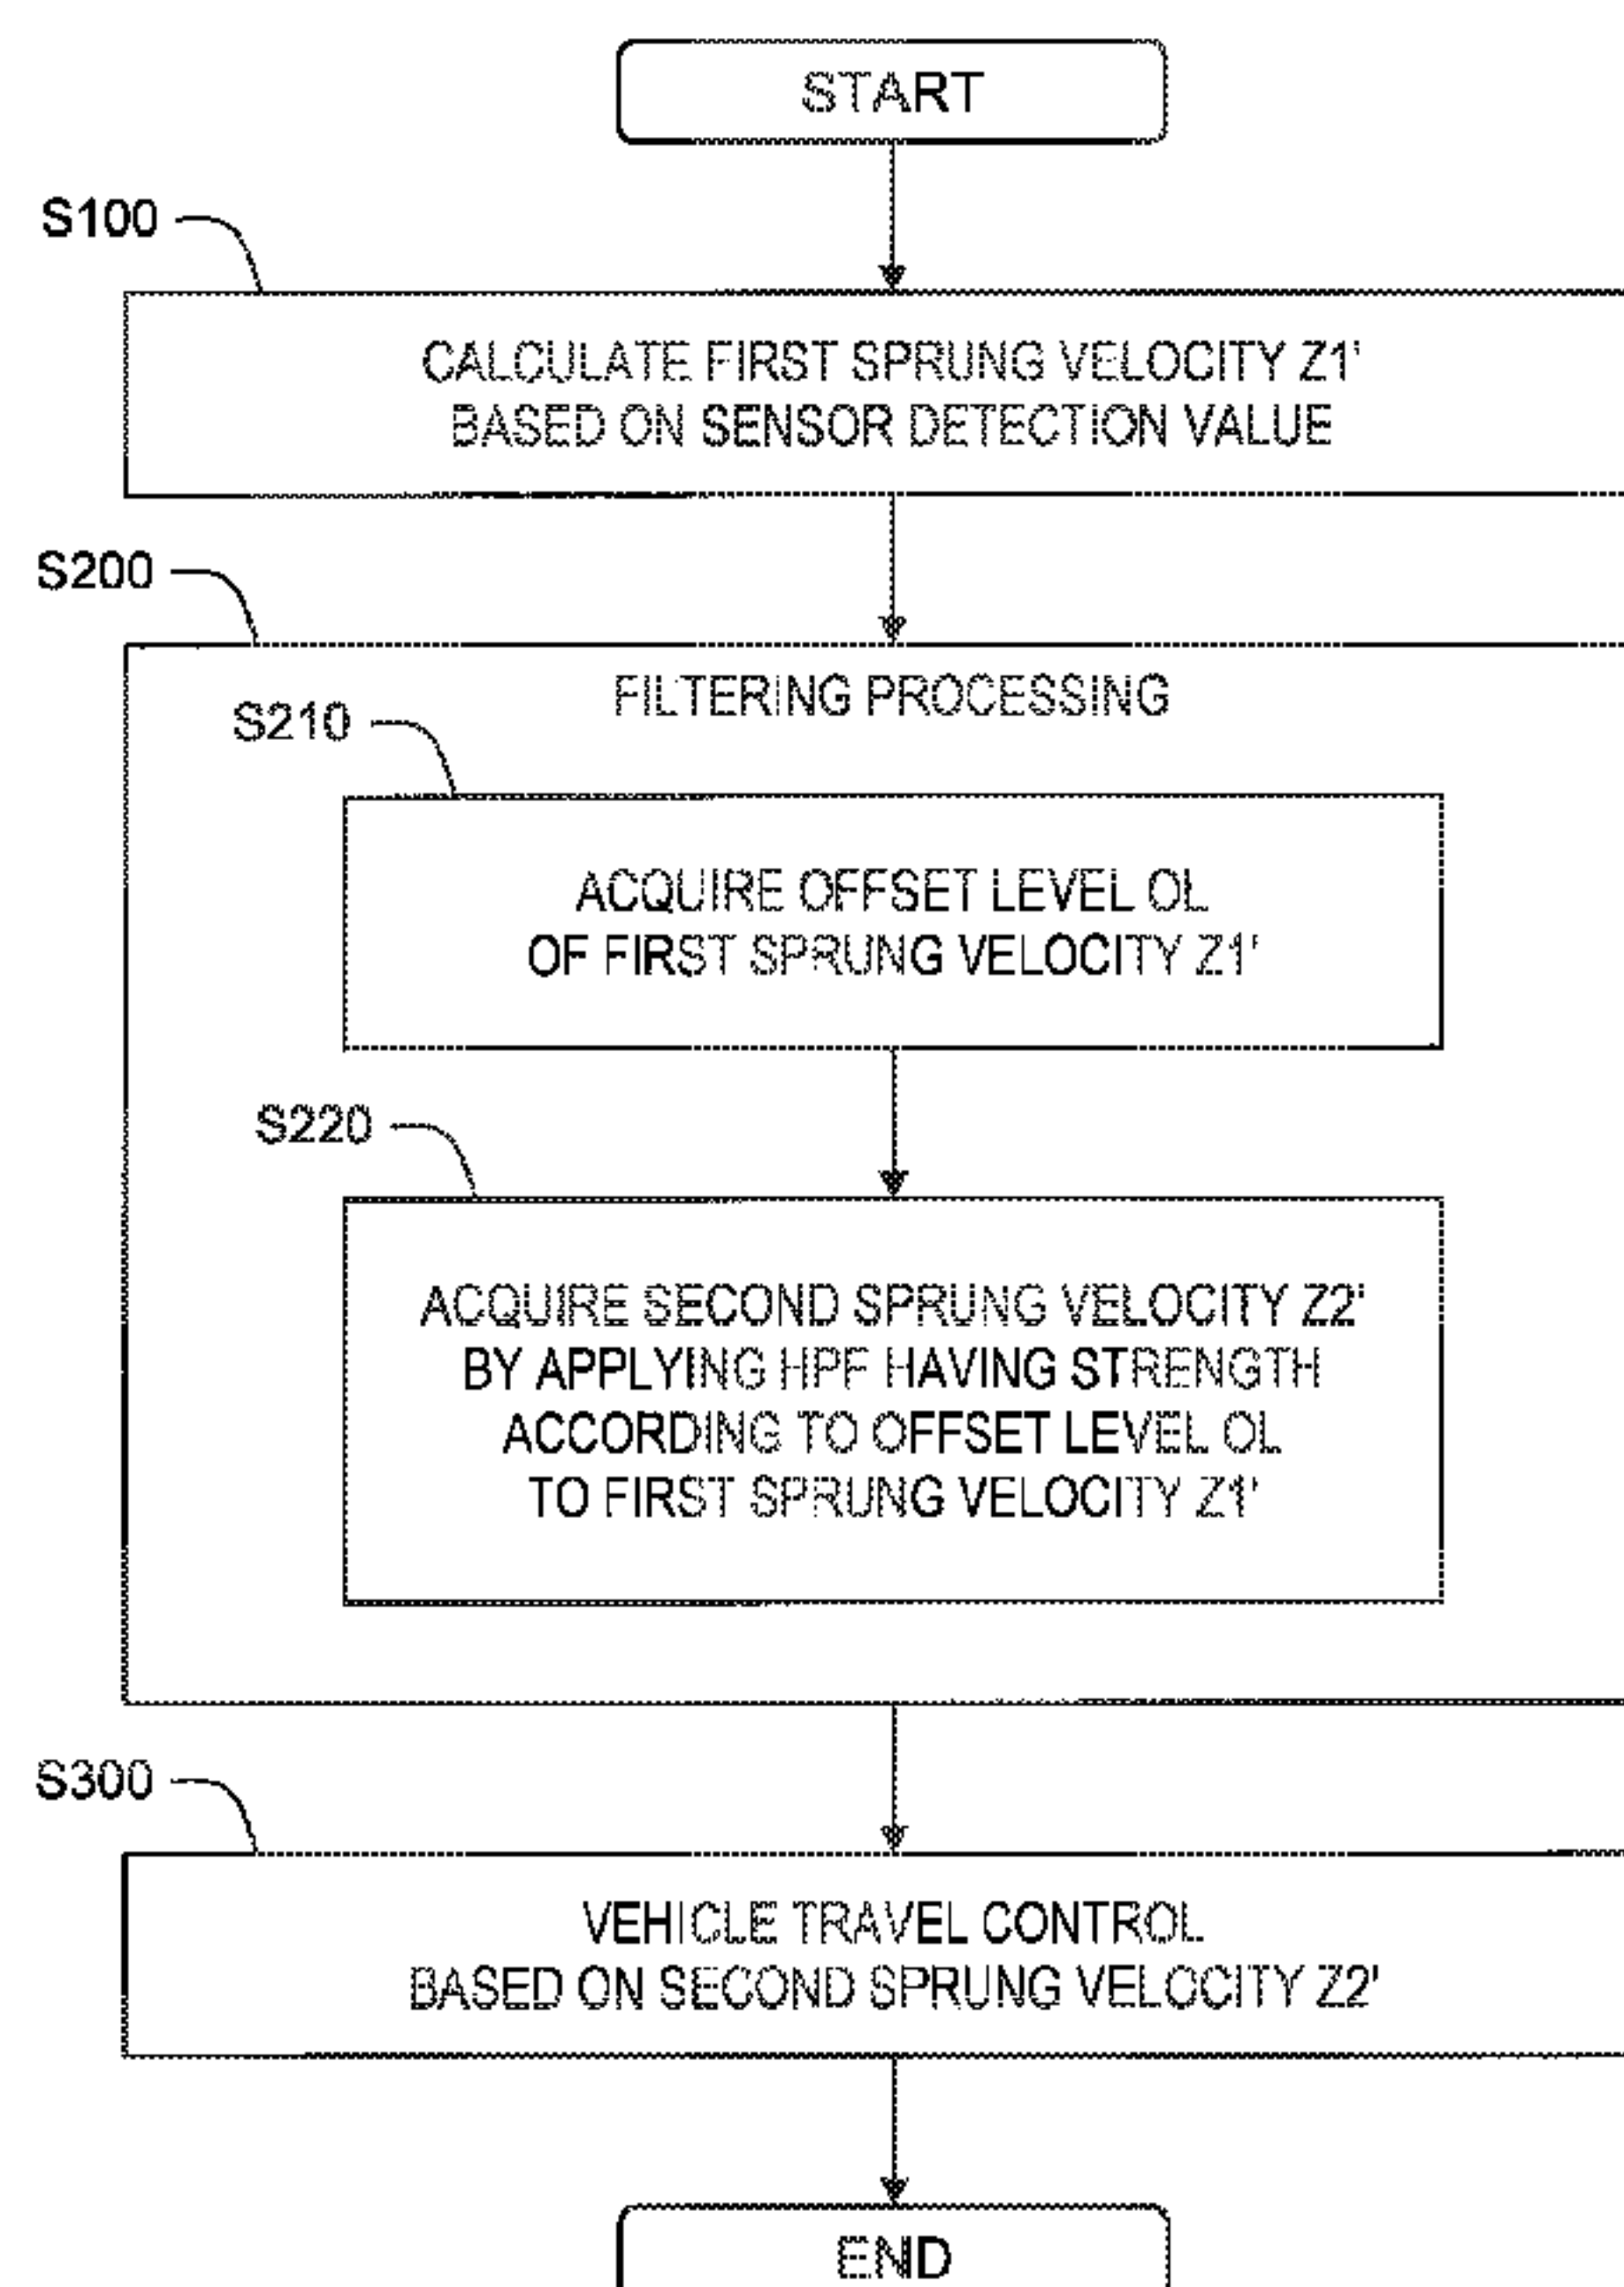 START
S100
CALCULATE FIRST SPRUNG VELOCITY Z1'
BASED ON SENSOR DETECTION VALUE
S200
FILTERING PROCESSING
S210
ACQUIRE OFFSET LEVEL OL
OF FIRST SPRUNG VELOCITY Z1'
S220
ACQUIRE SECOND SPRUNG VELOCITY Z2'
BY APPLYING HPF HAVING STRENGTH
ACCORDING TO OFFSET LEVEL OL
TO FIRST SPRUNG VELOCITY Z1'
S300
VEHICLE TRAVEL CONTROL
BASED ON SECOND SPRUNG VELOCITY Z2'
END